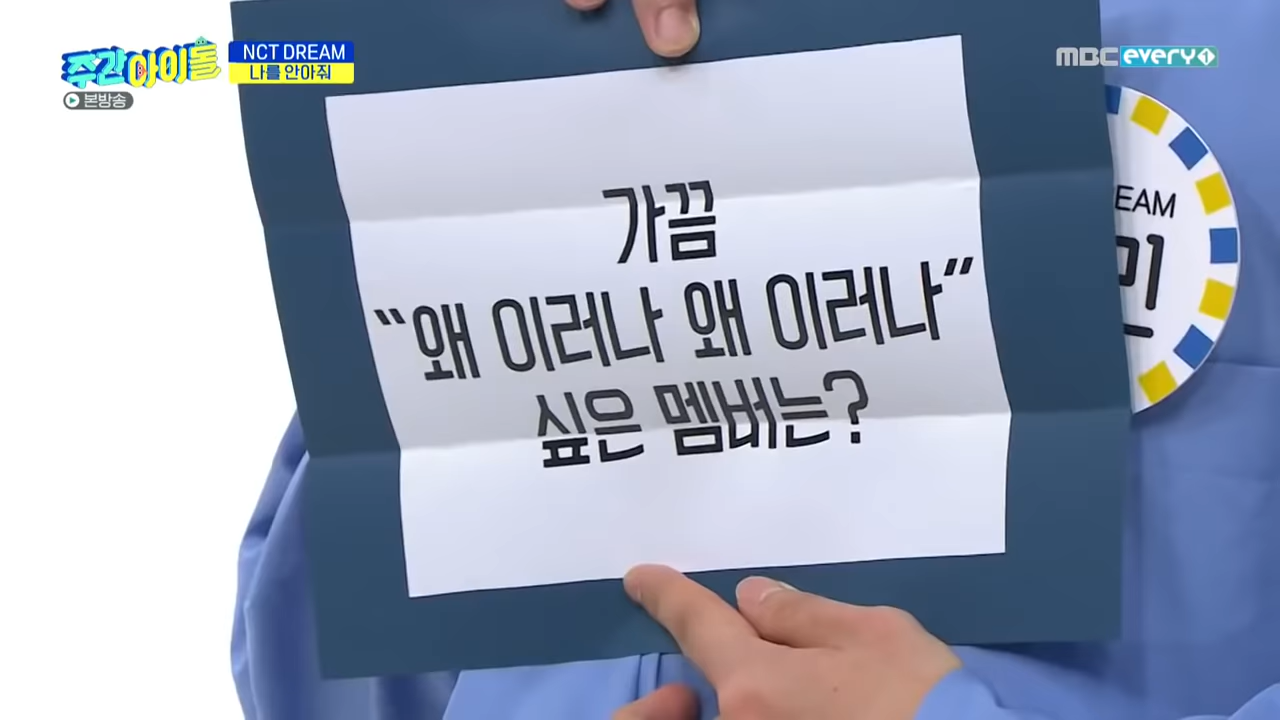 주간아이돌
본방송
NCT DREAM
나를 안아줘
MBC every1
가끔
“왜 이러나 왜 이러나”
싶은 멤버는?
EAM
민